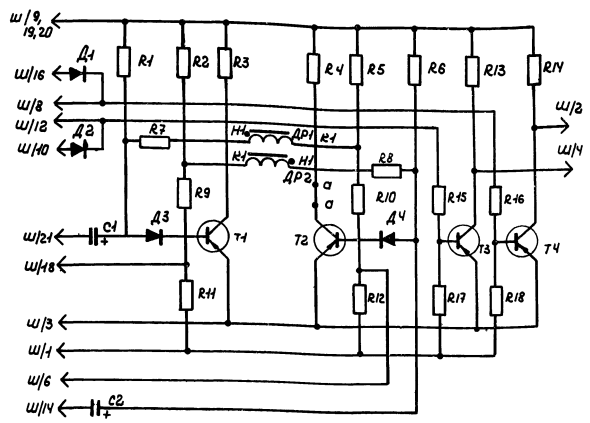 Ш/9,
19,20
R1 R2 R3 R4 R5 R6 R13 R14
Д1
Ш/16
Ш/8
Ш/2
Ш/12
Д2
Ш/10
R7 Н1 ДР1 К1
Ш/4
К1 Н1 R8
ДР2
а
R9 R10 R15 R16
а
С1 Д3 Д4
Ш/21
+
Т1 Т2 Т3 Т4
Ш/18
R11 R12 R17 R18
Ш/3
Ш/1
Ш/6
С2
Ш/14
+